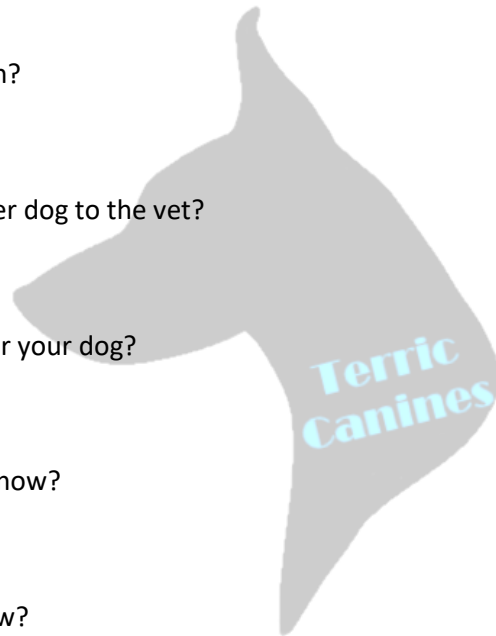 ?
er dog to the vet?
r your dog?
Terric
Canines
now?
w?